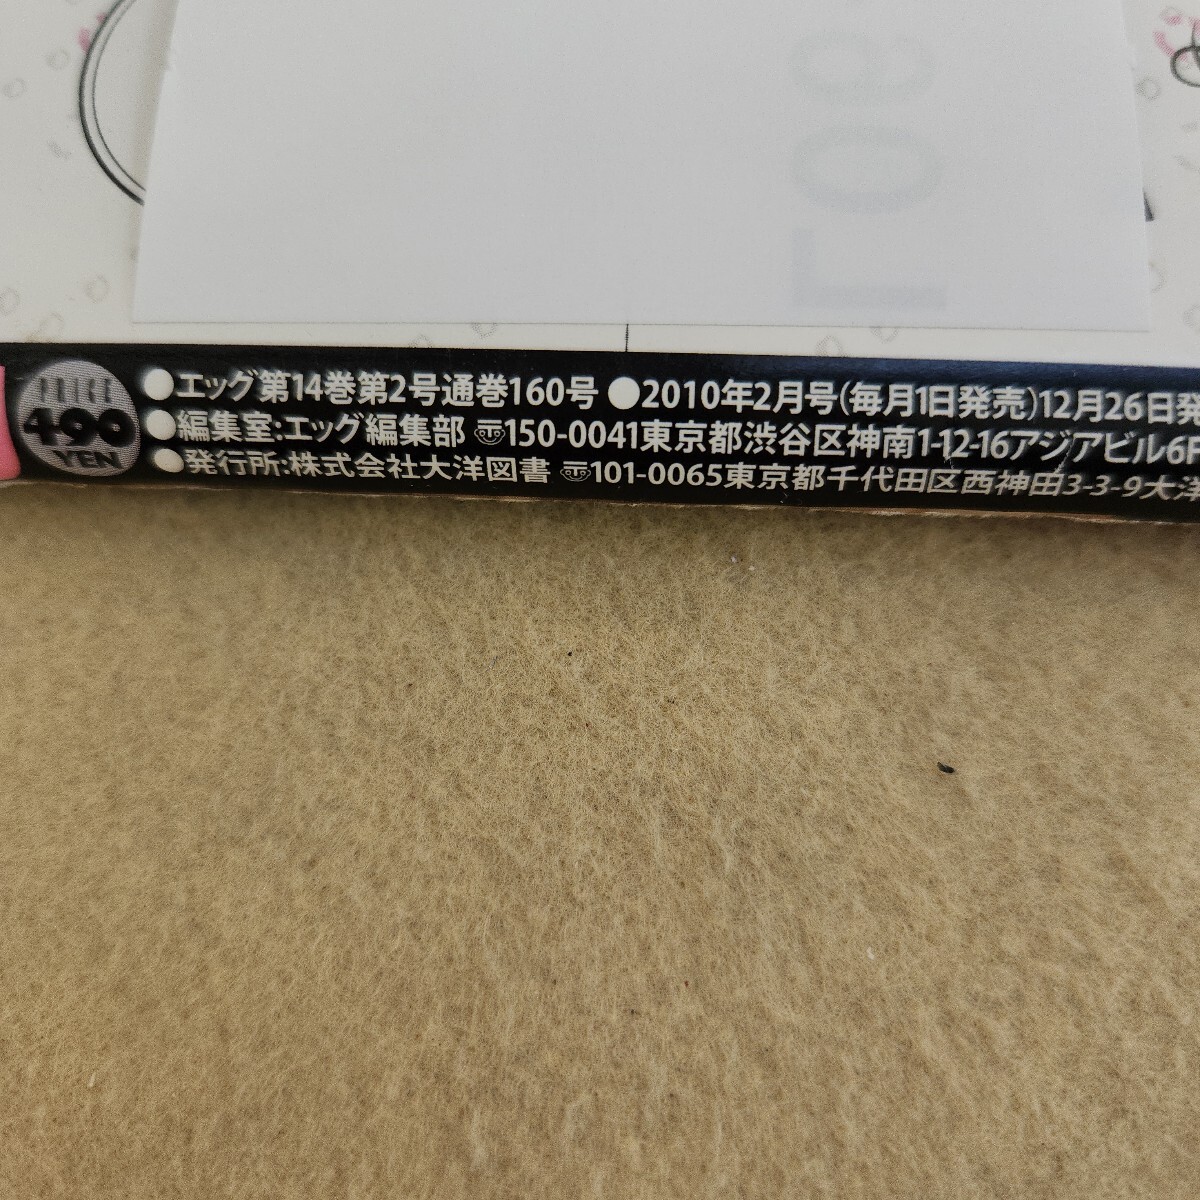 PRICE
490
YEN
●エッグ第14巻第2号通巻160号 ●2010年2月号(毎月1日発売)12月26日発
●編集室:エッグ編集部 〠150-0041東京都渋谷区神南1-12-16アジアビル6F
●発行所:株式会社大洋図書 〠101-0065東京都千代田区西神田3-3-9大洋